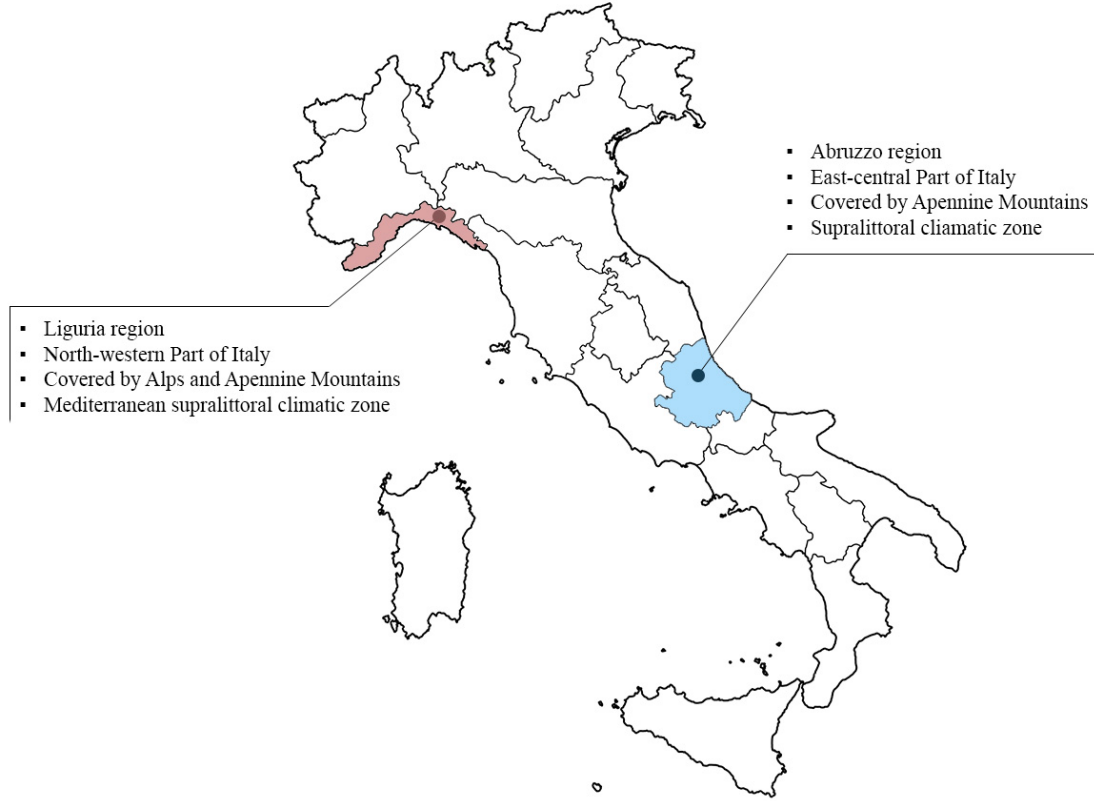 ▪ Abruzzo region
▪ East-central Part of Italy
▪ Covered by Apennine Mountains
▪ Supralittoral cliamatic zone
▪ Liguria region
▪ North-western Part of Italy
▪ Covered by Alps and Apennine Mountains
▪ Mediterranean supralittoral climatic zone